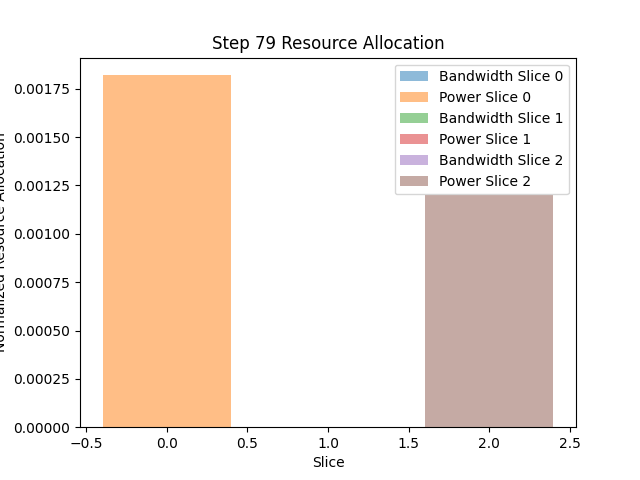 Step 79 Resource Allocation
Bandwidth Slice 0
Power Slice 0
Bandwidth Slice 1
Power Slice 1
Bandwidth Slice 2
Power Slice 2
Normalized Resource Allocation
0.00175
0.00150
0.00125
0.00100
0.00075
0.00050
0.00025
0.00000
−0.5
0.0
0.5
1.0
1.5
2.0
2.5
Slice